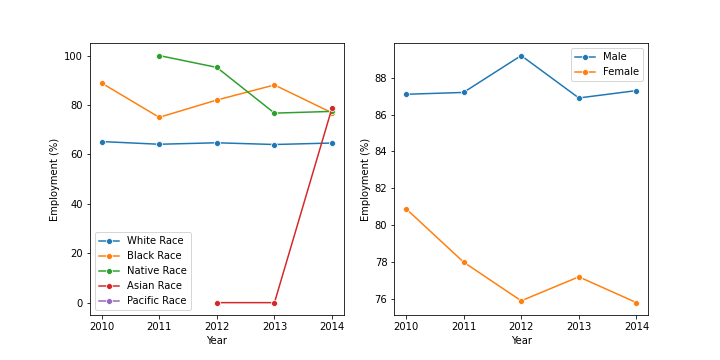 100
80
60
40
20
0
Employment (%)
White Race
Black Race
Native Race
Asian Race
Pacific Race
2010 2011 2012 2013 2014
Year
88
86
84
82
80
78
76
Employment (%)
Male
Female
2010 2011 2012 2013 2014
Year